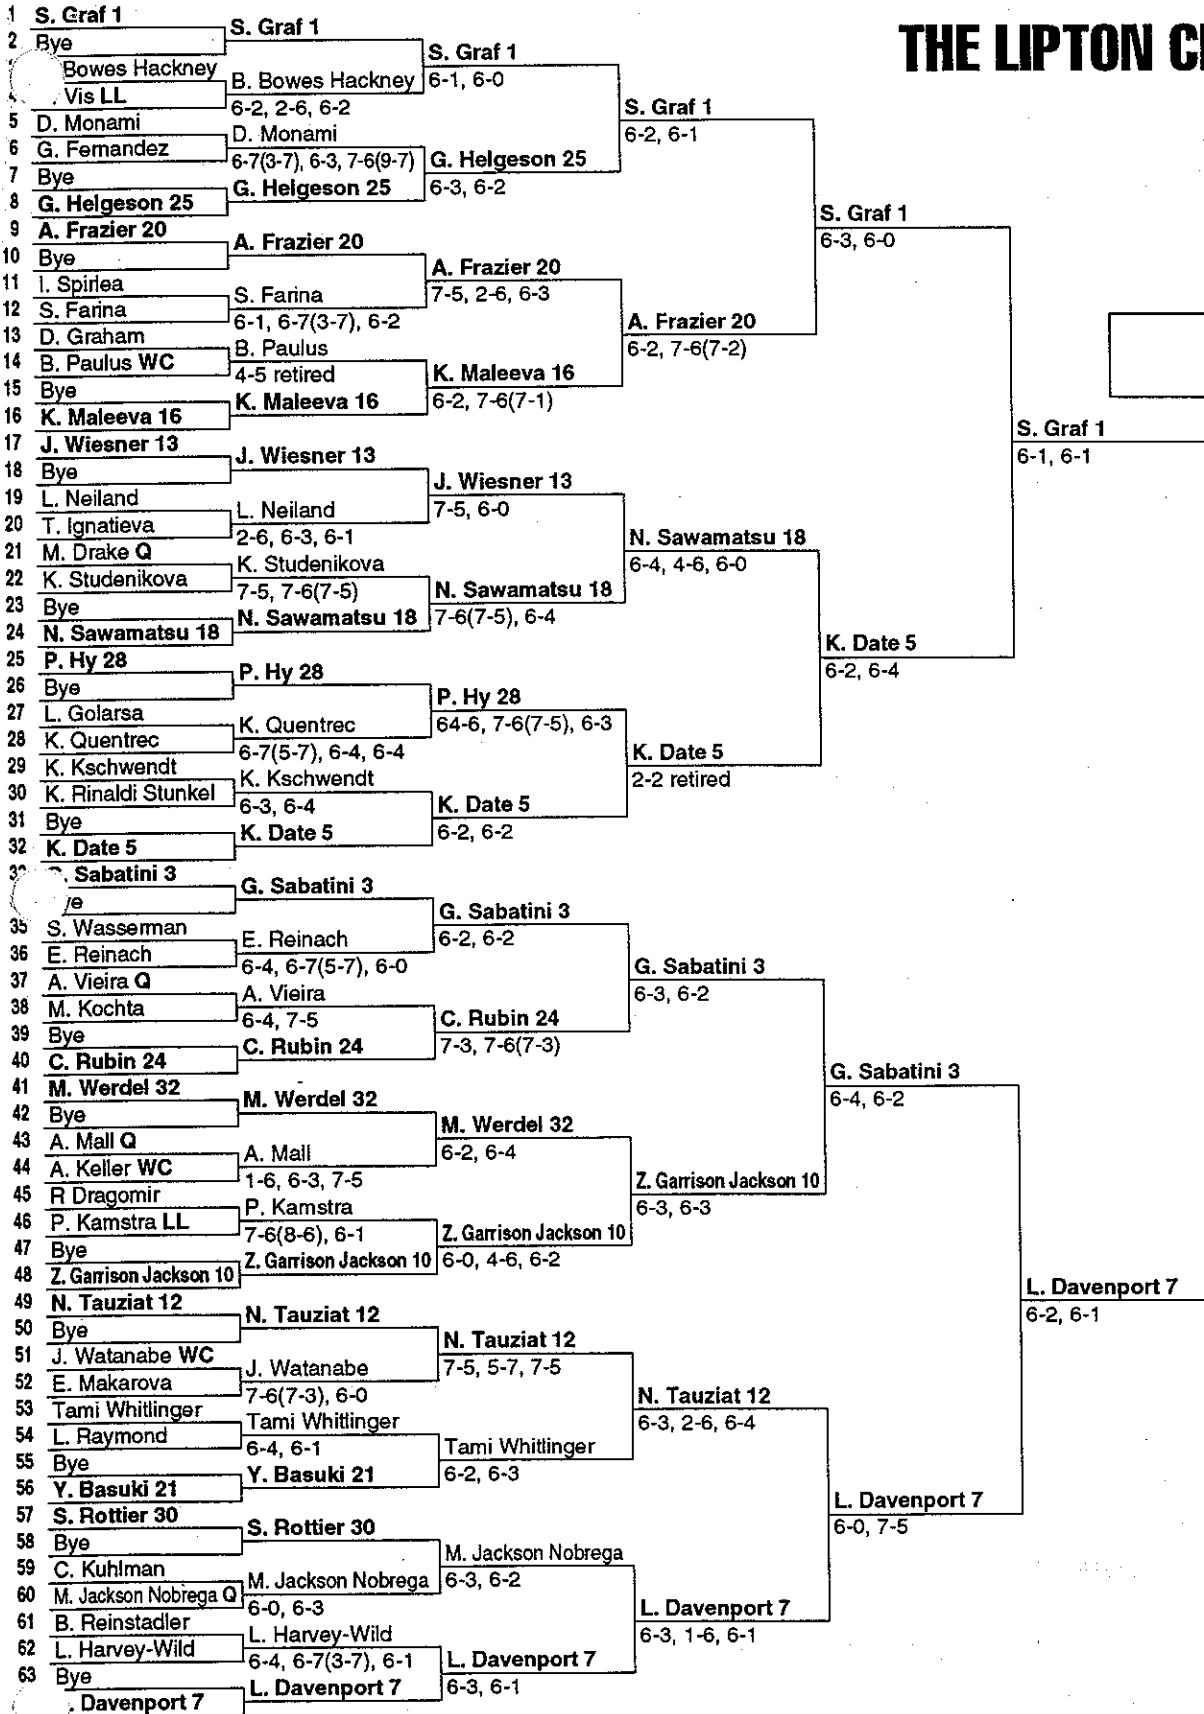 THE LIPTON
1 S. Graf 1
2 Bye
Bowes Hackney
Vis LL
5 D. Monami
6 G. Fernandez
7 Bye
8 G. Helgeson 25
9 A. Frazier 20
10 Bye
11 I. Spirlea
12 S. Farina
13 D. Graham
14 B. Paulus WC
15 Bye
16 K. Maleeva 16
17 J. Wiesner 13
18 Bye
19 L. Neiland
20 T. Ignatieva
21 M. Drake Q
22 K. Studenikova
23 Bye
24 N. Sawamatsu 18
25 P. Hy 28
26 Bye
27 L. Golarsa
28 K. Quentrec
29 K. Kschwendt
30 K. Rinaldi Stunkel
31 Bye
32 K. Date 5
Sabatini 3
35 S. Wasserman
36 E. Reinach
37 A. Vieira Q
38 M. Kochta
39 Bye
40 C. Rubin 24
41 M. Werdel 32
42 Bye
43 A. Mall Q
44 A. Keller WC
45 R Dragomir
46 P. Kamstra LL
47 Bye
48 Z. Garrison Jackson 10
49 N. Tauziat 12
50 Bye
51 J. Watanabe WC
52 E. Makarova
53 Tami Whitlinger
54 L. Raymond
55 Bye
56 Y. Basuki 21
57 S. Rottier 30
58 Bye
59 C. Kuhlman
60 M. Jackson Nobrega Q
61 B. Reinstadler
62 L. Harvey-Wild
63 Bye
. Davenport 7
S. Graf 1
B. Bowes Hackney
6-2, 2-6, 6-2
D. Monami
6-7(3-7), 6-3, 7-6(9-7)
G. Helgeson 25
A. Frazier 20
S. Farina
6-1, 6-7(3-7), 6-2
B. Paulus
4-5 retired
K. Maleeva 16
J. Wiesner 13
L. Neiland
2-6, 6-3, 6-1
K. Studenikova
7-5, 7-6(7-5)
N. Sawamatsu 18
P. Hy 28
K. Quentrec
6-7(5-7), 6-4, 6-4
K. Kschwendt
6-3, 6-4
K. Date 5
G. Sabatini 3
E. Reinach
6-4, 6-7(5-7), 6-0
A. Vieira
6-4, 7-5
C. Rubin 24
M. Werdel 32
A. Mall
1-6, 6-3, 7-5
P. Kamstra
7-6(8-6), 6-1
Z. Garrison Jackson 10
N. Tauziat 12
J. Watanabe
7-6(7-3), 6-0
Tami Whitlinger
6-4, 6-1
Y. Basuki 21
S. Rottier 30
M. Jackson Nobrega
6-0, 6-3
L. Harvey-Wild
6-4, 6-7(3-7), 6-1
L. Davenport 7
S. Graf 1
6-1, 6-0
G. Helgeson 25
6-3, 6-2
A. Frazier 20
7-5, 2-6, 6-3
K. Maleeva 16
6-2, 7-6(7-1)
J. Wiesner 13
7-5, 6-0
N. Sawamatsu 18
7-6(7-5), 6-4
P. Hy 28
64-6, 7-6(7-5), 6-3
K. Date 5
6-2, 6-2
G. Sabatini 3
6-2, 6-2
C. Rubin 24
7-3, 7-6(7-3)
M. Werdel 32
6-2, 6-4
Z. Garrison Jackson 10
6-0, 4-6, 6-2
N. Tauziat 12
7-5, 5-7, 7-5
Tami Whitlinger
6-2, 6-3
M. Jackson Nobrega
6-3, 6-2
L. Davenport 7
6-3, 6-1
S. Graf 1
6-2, 6-1
A. Frazier 20
6-2, 7-6(7-2)
N. Sawamatsu 18
6-4, 4-6, 6-0
K. Date 5
2-2 retired
G. Sabatini 3
6-3, 6-2
Z. Garrison Jackson 10
6-3, 6-3
N. Tauziat 12
6-3, 2-6, 6-4
L. Davenport 7
6-3, 1-6, 6-1
S. Graf 1
6-3, 6-0
K. Date 5
6-2, 6-4
G. Sabatini 3
6-4, 6-2
L. Davenport 7
6-0, 7-5
S. Graf 1
6-1, 6-1
L. Davenport 7
6-2, 6-1